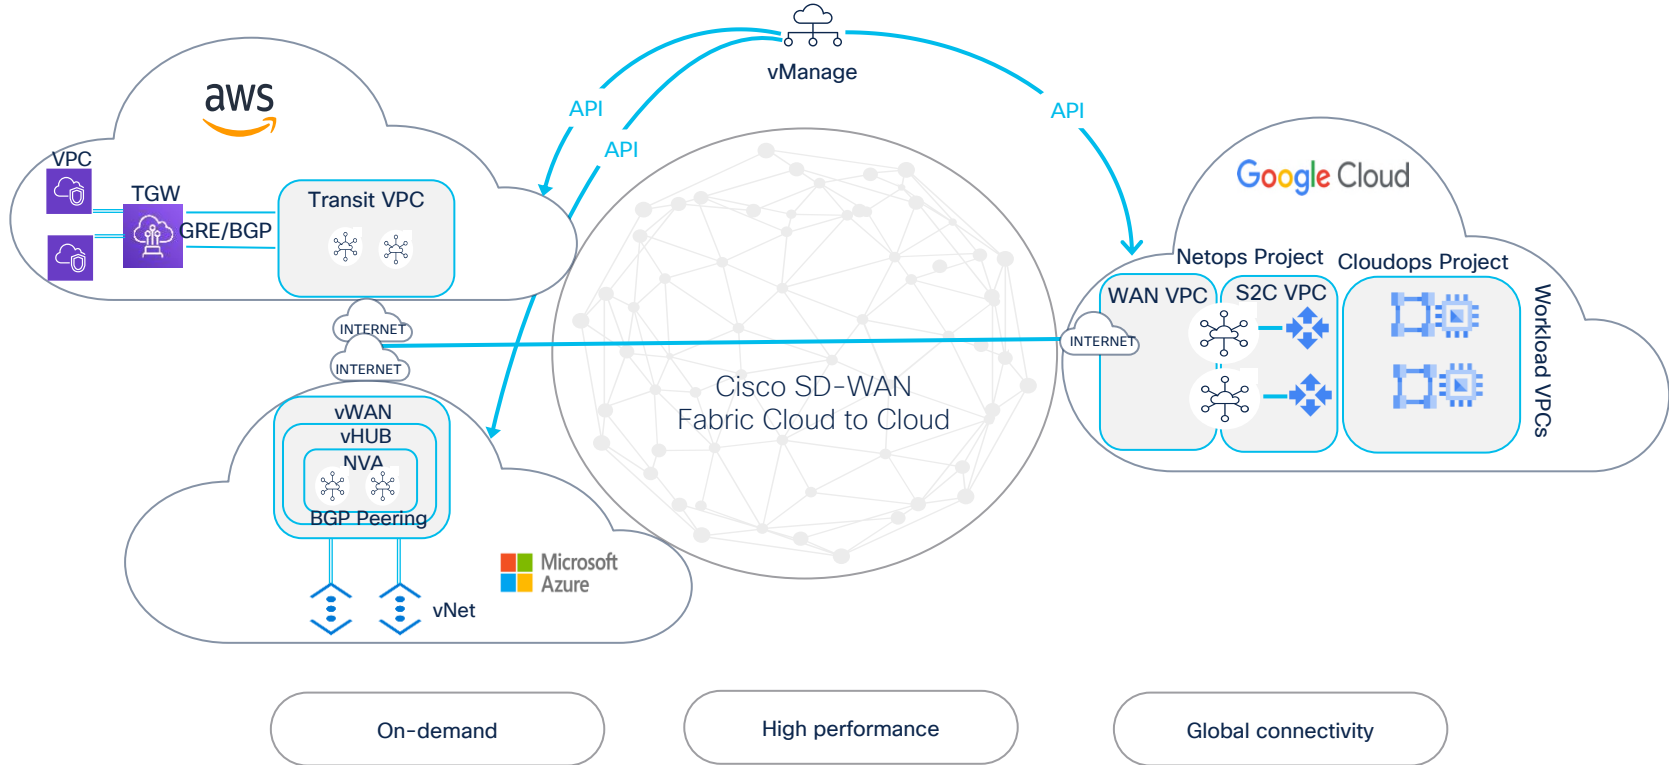 vManage
API
API
API
aws
VPC
TGW
GRE/BGP
Transit VPC
INTERNET
INTERNET
vWAN
vHUB
NVA
BGP Peering
vNet
Microsoft
Azure
Cisco SD-WAN
Fabric Cloud to Cloud
Google Cloud
Netops Project
Cloudops Project
WAN VPC
S2C VPC
INTERNET
Workload VPCs
On-demand
High performance
Global connectivity